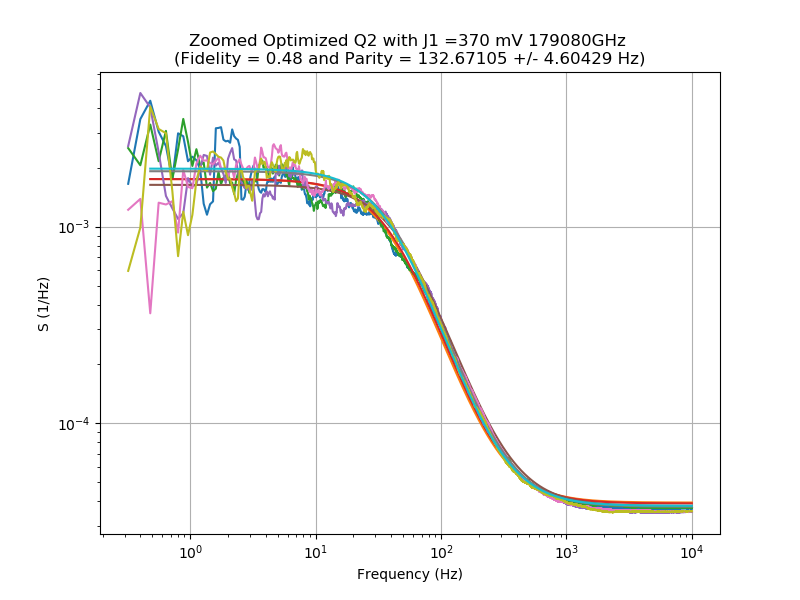 Zoomed Optimized Q2 with J1 =370 mV 179080GHz
(Fidelity = 0.48 and Parity = 132.67105 +/- 4.60429 Hz)
S (1/Hz)
10⁻³
10⁻⁴
10⁰ 10¹ 10² 10³ 10⁴
Frequency (Hz)